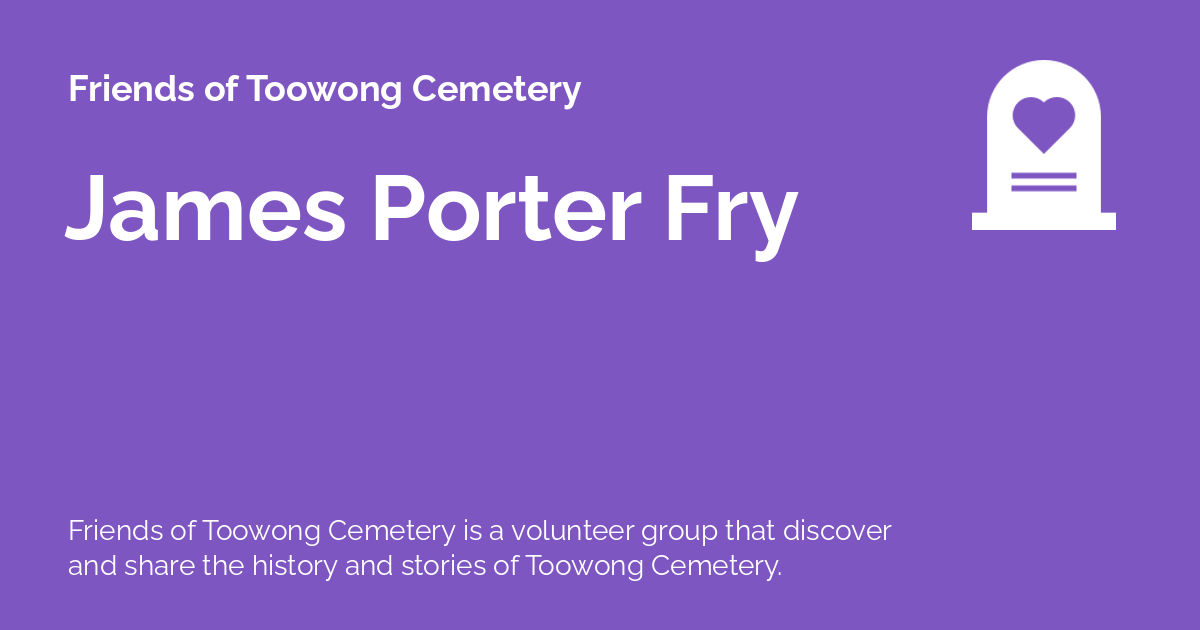 Friends of Toowong Cemetery
James Porter Fry
Friends of Toowong Cemetery is a volunteer group that discover
and share the history and stories of Toowong Cemetery.